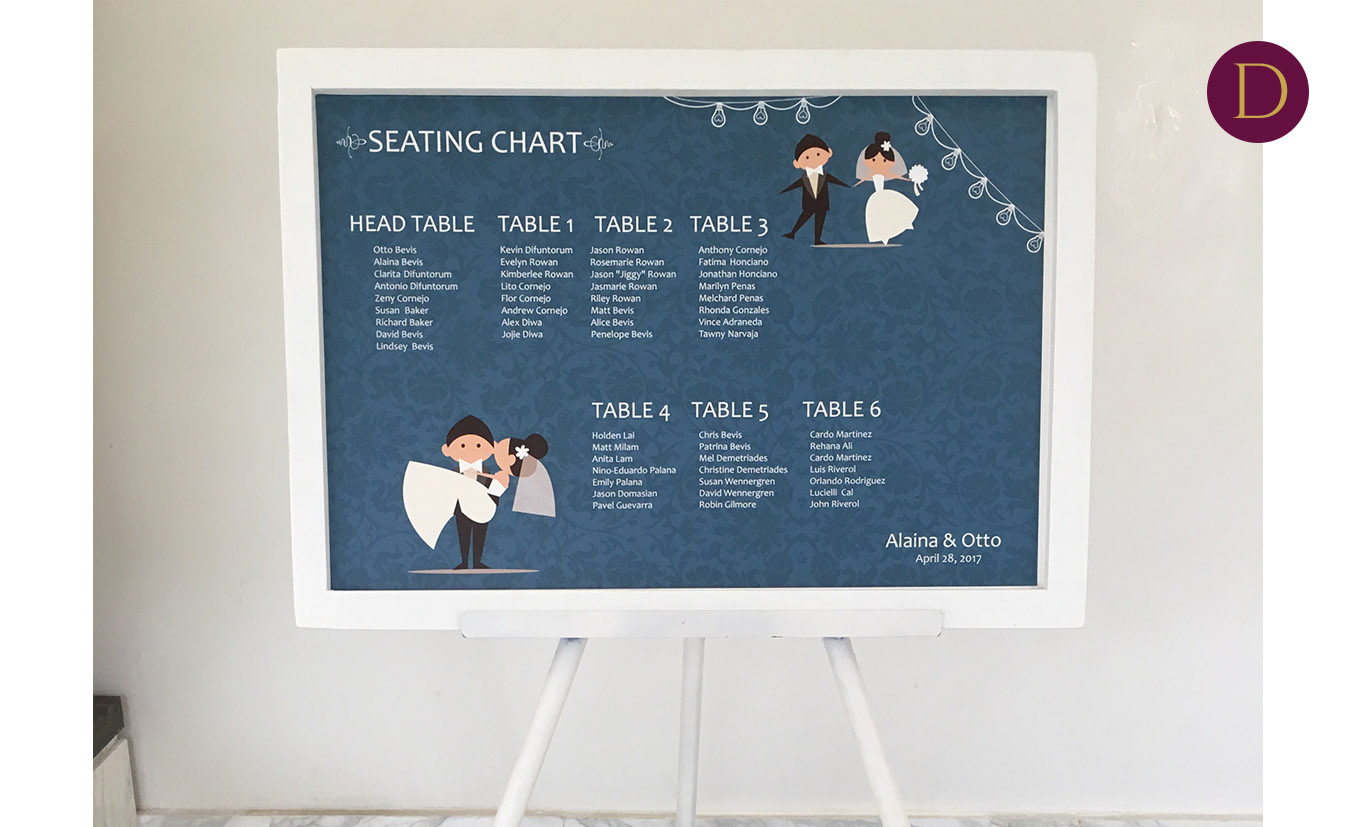 SEATING CHART
HEAD TABLE
Otto Bevis
Alaina Bevis
Clarita Difuntorum
Antonio Difuntorum
Zeny Cornejo
Susan Baker
Richard Baker
David Bevis
Lindsey Bevis
TABLE 1
Kevin Difuntorum
Evelyn Rowan
Kimberlee Rowan
Lito Cornejo
Flor Cornejo
Andrew Cornejo
Alex Diwa
Jojie Diwa
TABLE 2
Jason Rowan
Rosemarie Rowan
Jason "Jiggy" Rowan
Jasmarie Rowan
Riley Rowan
Matt Bevis
Alice Bevis
Penelope Bevis
TABLE 3
Anthony Cornejo
Fatima Honciano
Jonathan Honciano
Marilyn Penas
Melchard Penas
Rhonda Gonzales
Vince Adraneda
Tawny Narvaja
TABLE 4
Holden Lai
Matt Milam
Anita Lam
Nino-Eduardo Palana
Emily Palana
Jason Domasian
Pavel Guevarra
TABLE 5
Chris Bevis
Patrina Bevis
Mel Demetriades
Christine Demetriades
Susan Wennergren
David Wennergren
Robin Gilmore
TABLE 6
Cardo Martinez
Rehana Ali
Cardo Martinez
Luis Riverol
Orlando Rodriguez
Lucielli Cal
John Riverol
Alaina & Otto
April 28, 2017
D